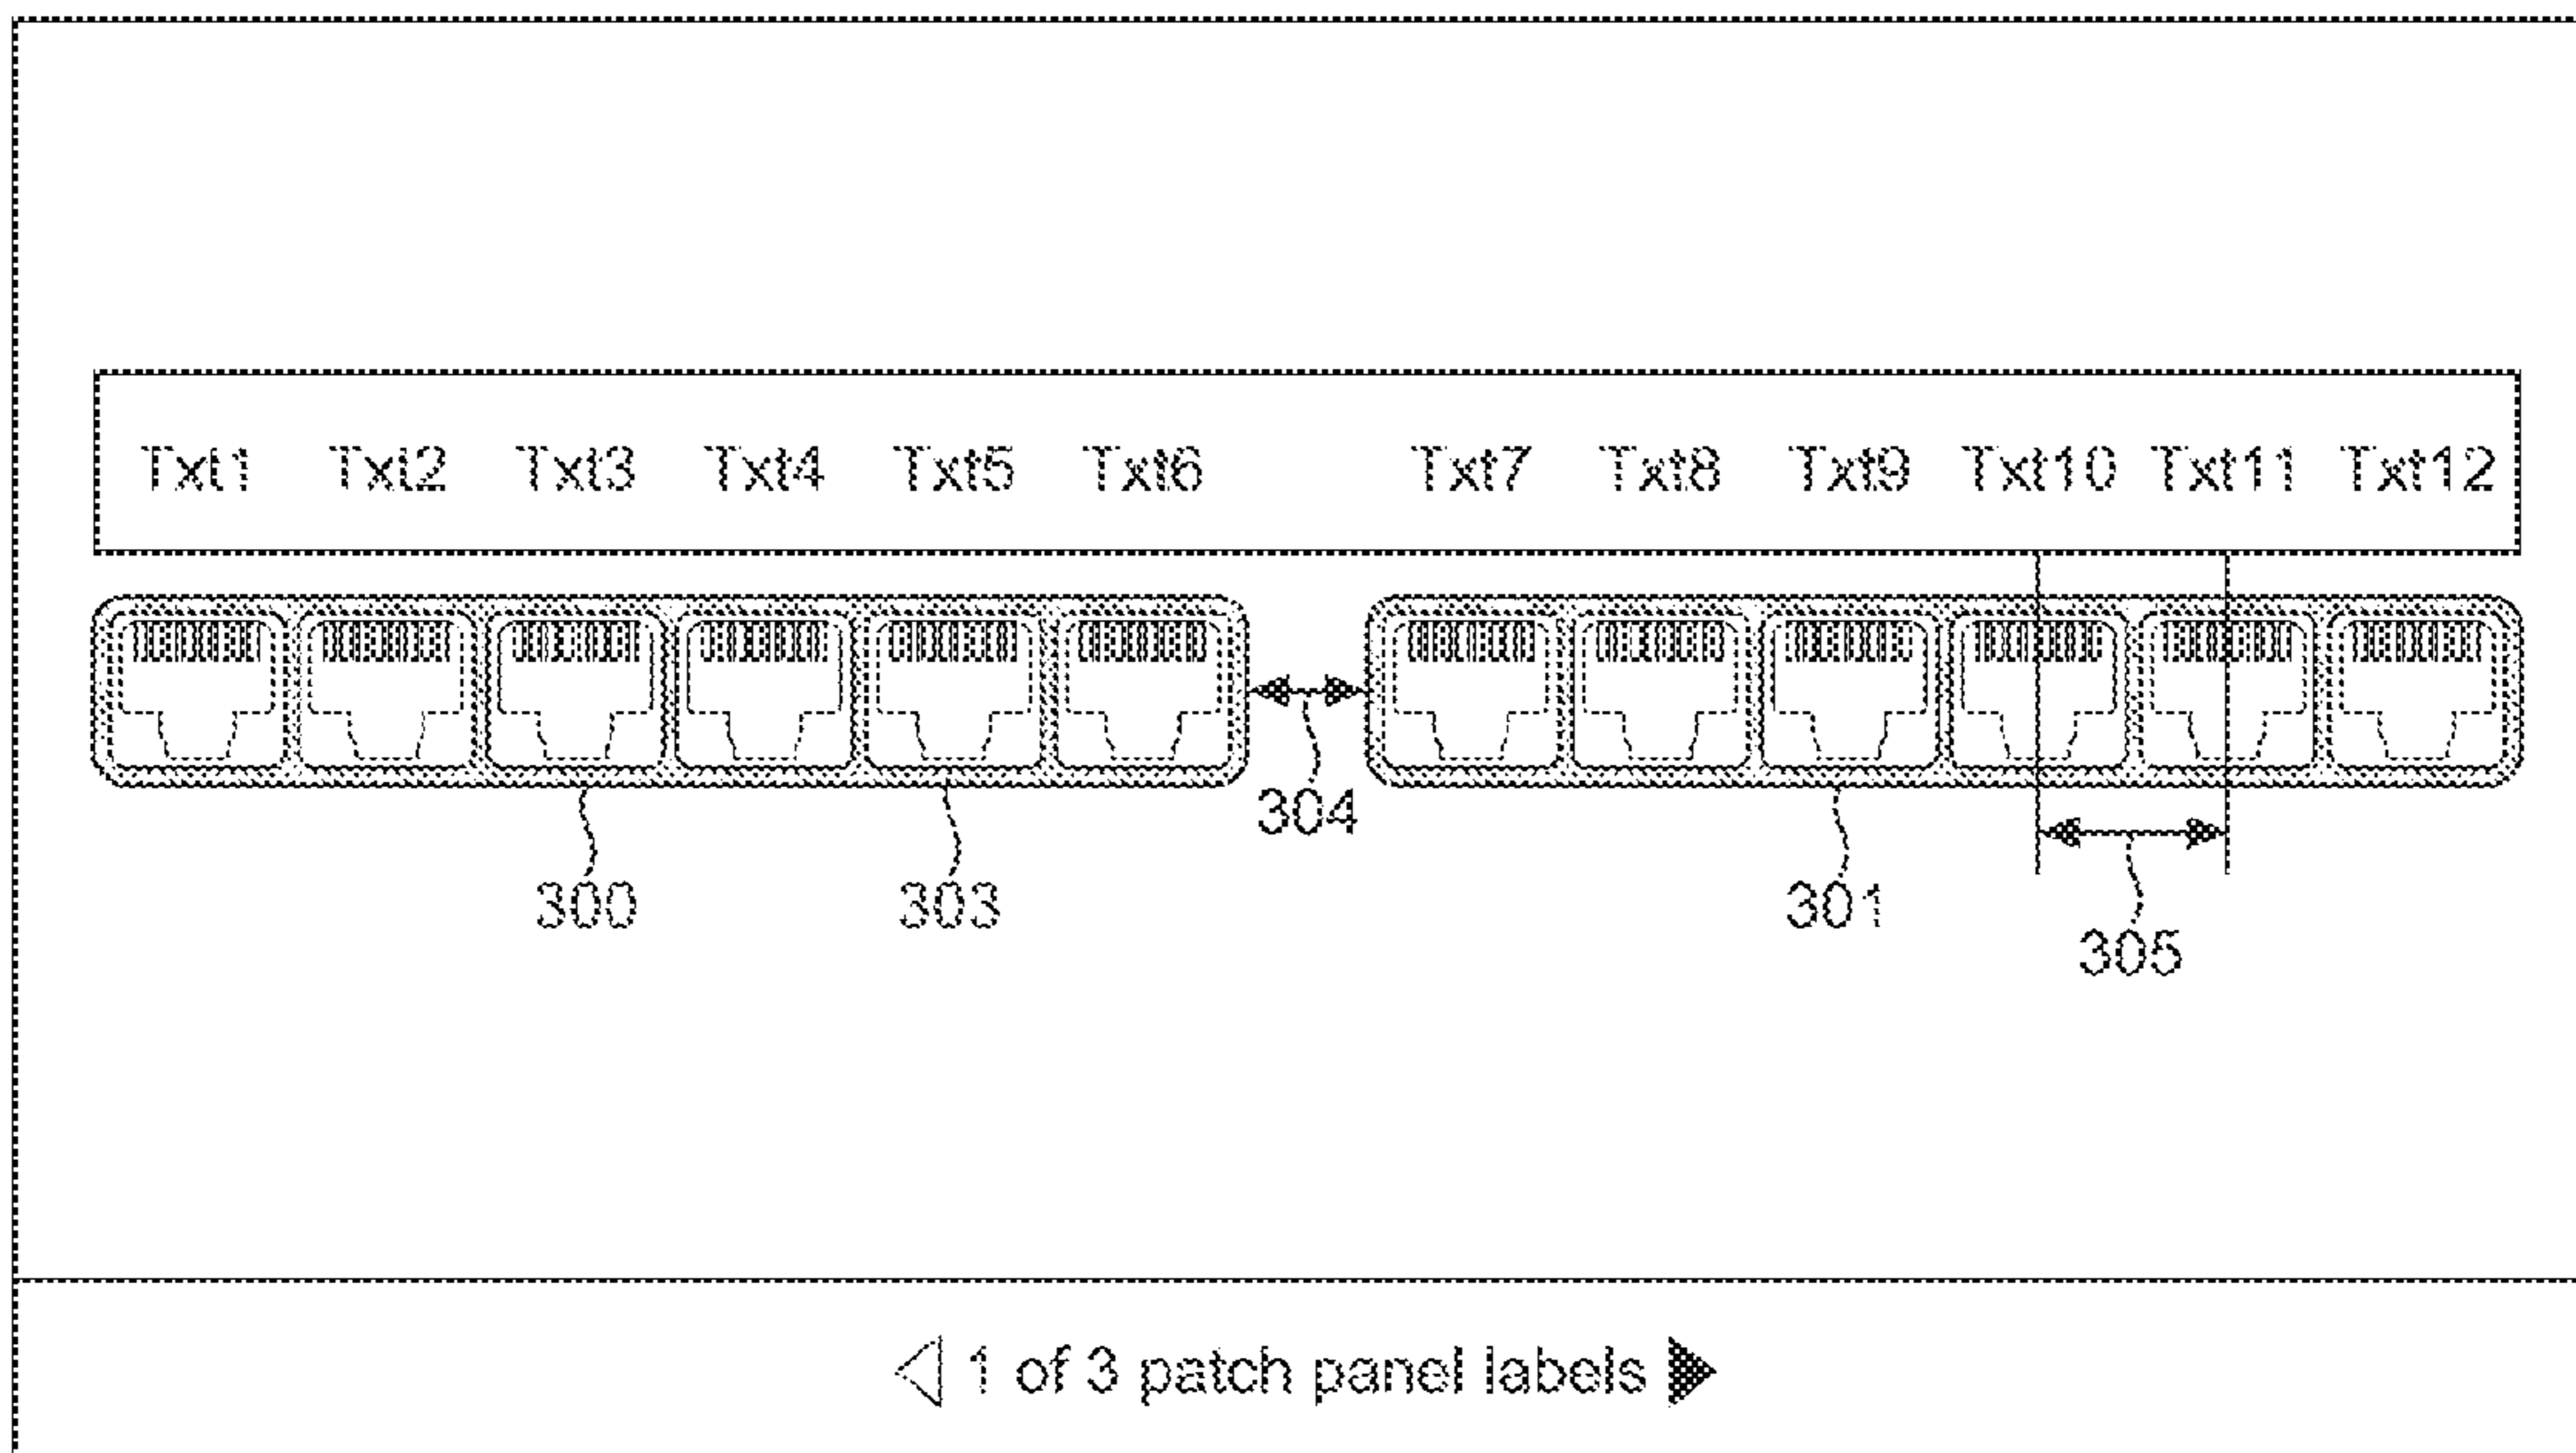 Txt1 Txt2 Txt3 Txt4 Txt5 Txt6 Txt7 Txt8 Txt9 Txt10 Txt11 Txt12
304
300 303 301
305
1 of 3 patch panel labels